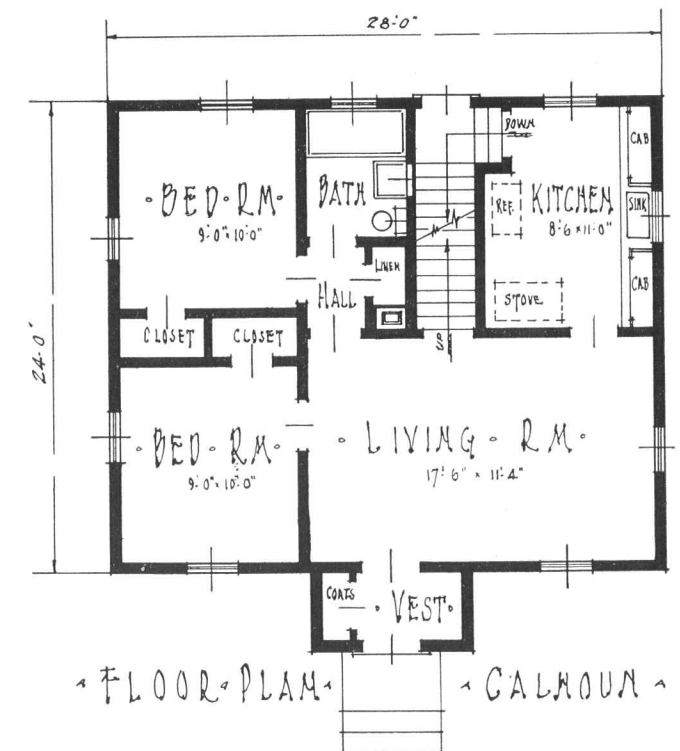 28'-0"
DOWN
CAB
BED RM
9'-0" x 10'-0"
BATH
REF.
KITCHEN
8'-6 x 11-0"
SINK
LINEN
HALL
STOVE
CAB
CLOSET
CLOSET
UP
24'-0"
BED RM
9'-0" x 10'-0"
LIVING RM
17'-6" x 11'-4"
COATS
VEST
FLOOR PLAN
CALHOUN